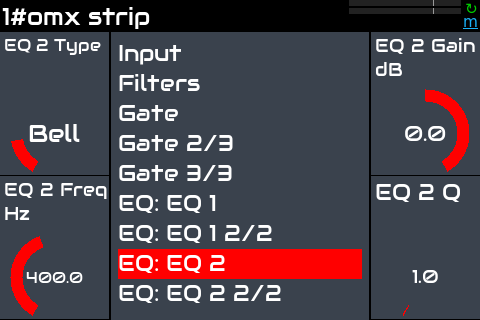 1#omx strip
m
EQ 2 Type
Bell
EQ 2 Freq
Hz
400.0
Input
Filters
Gate
Gate 2/3
Gate 3/3
EQ: EQ 1
EQ: EQ 1 2/2
EQ: EQ 2
EQ: EQ 2 2/2
EQ 2 Gain
dB
0.0
EQ 2 Q
1.0